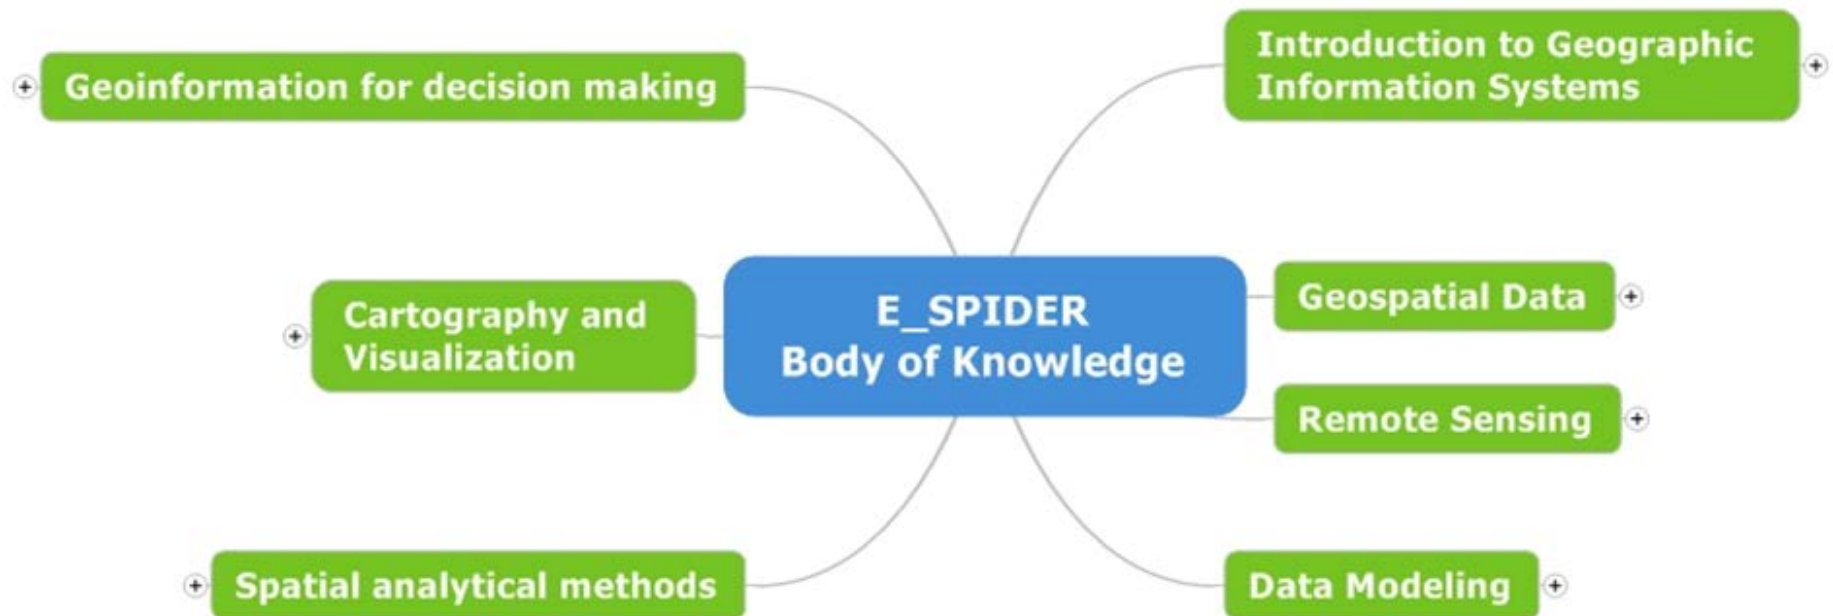 Geoinformation for decision making
Introduction to Geographic
Information Systems
Cartography and
Visualization
E_SPIDER
Body of Knowledge
Geospatial Data
Remote Sensing
Spatial analytical methods
Data Modeling